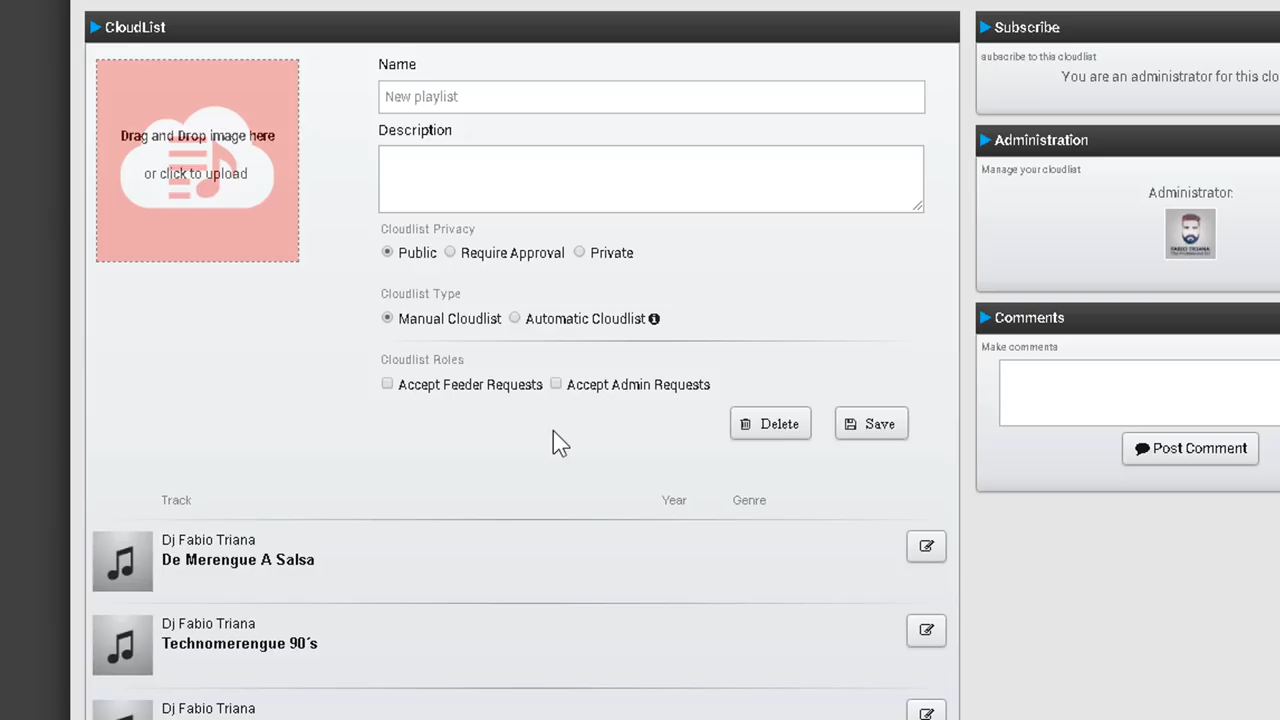 CloudList
Drag and Drop image here
or click to upload
Name
New playlist
Description
Cloudlist Privacy
Public Require Approval Private
Cloudlist Type
Manual Cloudlist Automatic Cloudlist
Cloudlist Roles
Accept Feeder Requests Accept Admin Requests
Delete Save
Track Year Genre
Dj Fabio Triana
De Merengue A Salsa
Dj Fabio Triana
Technomerengue 90´s
Dj Fabio Triana
Subscribe
subscribe to this cloudlist
You are an administrator for this clo
Administration
Manage your cloudlist
Administrator:
FABIO TRIANA
Comments
Make comments
Post Comment